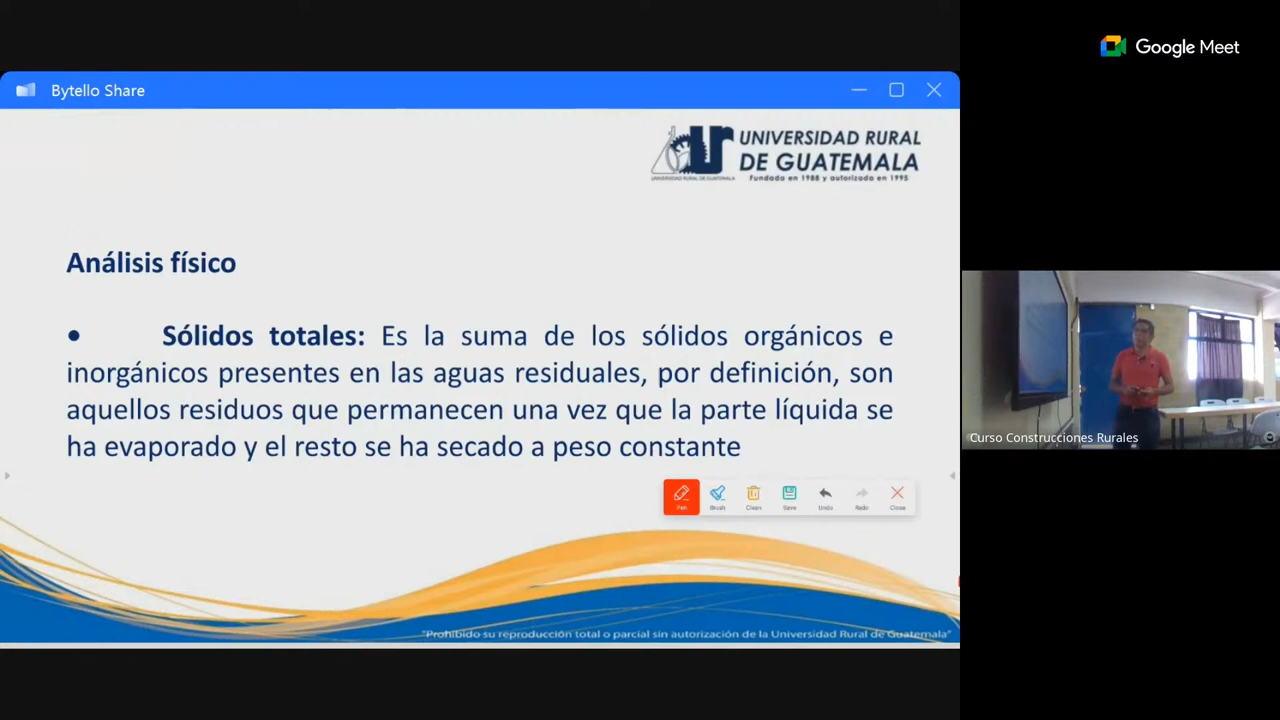 Google Meet
Bytello Share
UNIVERSIDAD RURAL
DE GUATEMALA
Fundada en 1988 y autorizada en 1995
UNIVERSIDAD RURAL DE GUATEMALA
Análisis físico
• Sólidos totales: Es la suma de los sólidos orgánicos e
inorgánicos presentes en las aguas residuales, por definición, son
aquellos residuos que permanecen una vez que la parte líquida se
ha evaporado y el resto se ha secado a peso constante
Curso Construcciones Rurales
Pen Brush Clean Save Undo Redo Close
"Prohibido su reproducción total o parcial sin autorización de la Universidad Rural de Guatemala"